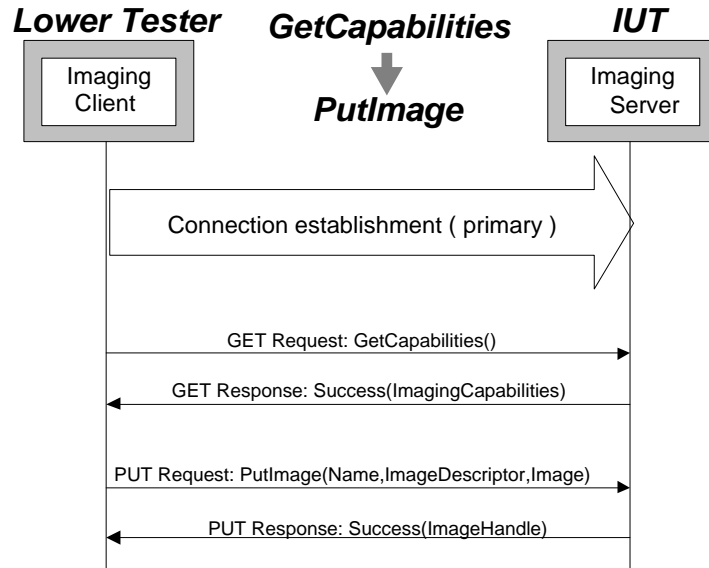 Lower Tester
GetCapabilities
IUT
Imaging
Client
PutImage
Imaging
Server
Connection establishment ( primary )
GET Request: GetCapabilities()
GET Response: Success(ImagingCapabilities)
PUT Request: PutImage(Name,ImageDescriptor,Image)
PUT Response: Success(ImageHandle)